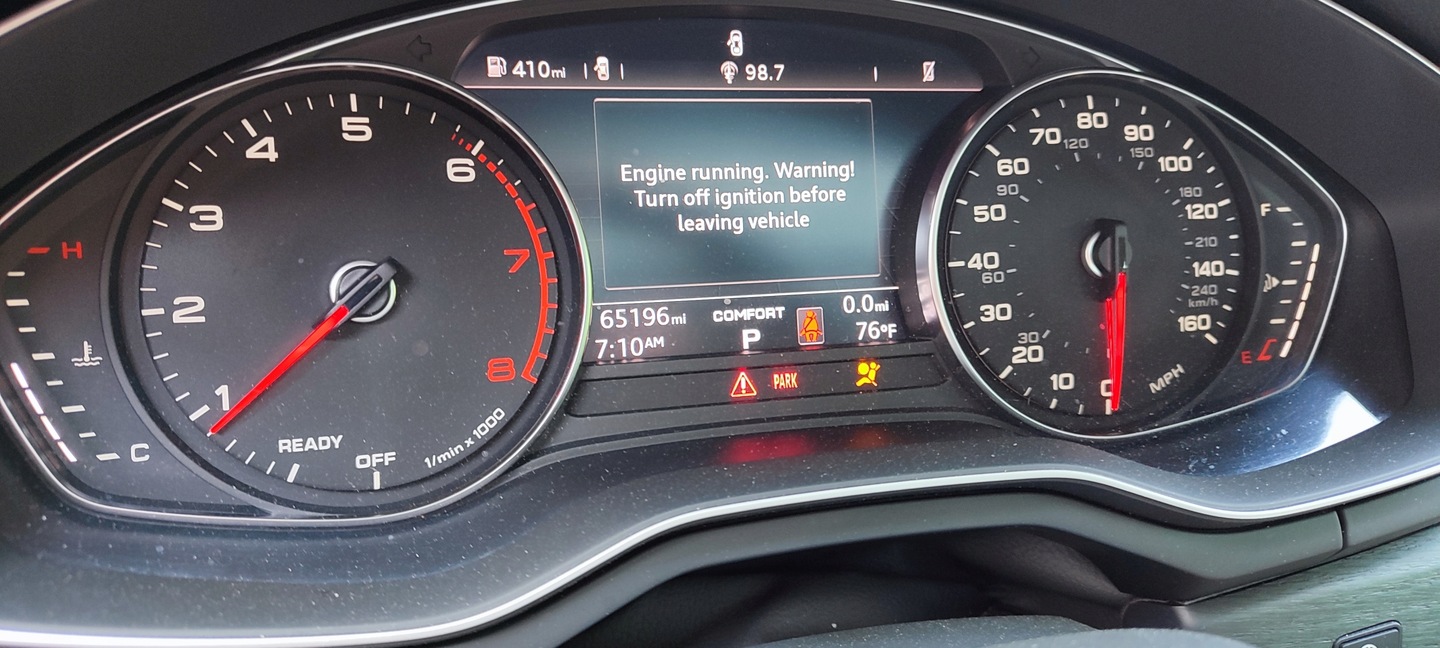 410mi
98.7
Engine running. Warning!
Turn off ignition before
leaving vehicle
65196mi
COMFORT
0.0mi
7:10AM
P
76°F
PARK
H
C
OFF
READY
1
2
3
4
5
6
7
8
1/min x 1000
0
10
20
30
40
50
60
70
80
90
100
120
140
160
MPH
30
60
90
120
150
180
210
240
km/h
F
E